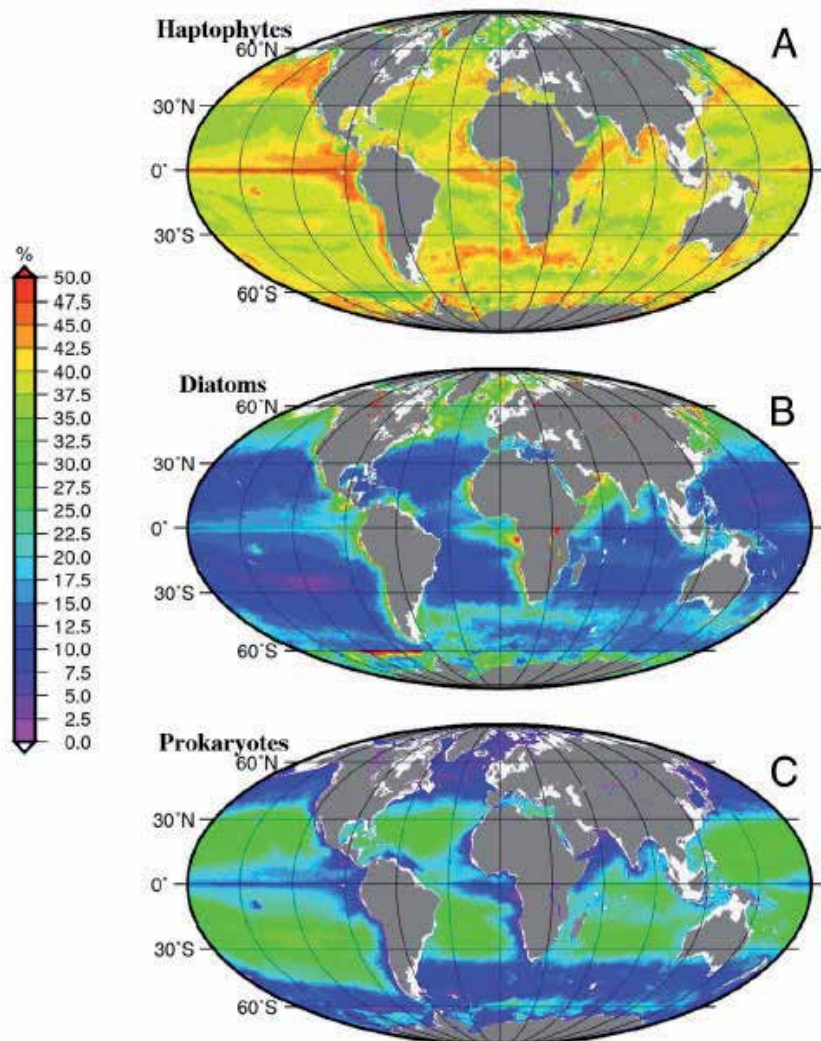 Haptophytes
A
60°N
30°N
0°
30°S
60°S
%
50.0
47.5
45.0
42.5
40.0
37.5
35.0
32.5
30.0
27.5
25.0
22.5
20.0
17.5
15.0
12.5
10.0
7.5
5.0
2.5
0.0
Diatoms
B
60°N
30°N
0°
30°S
60°S
Prokaryotes
C
60°N
30°N
0°
30°S
60°S